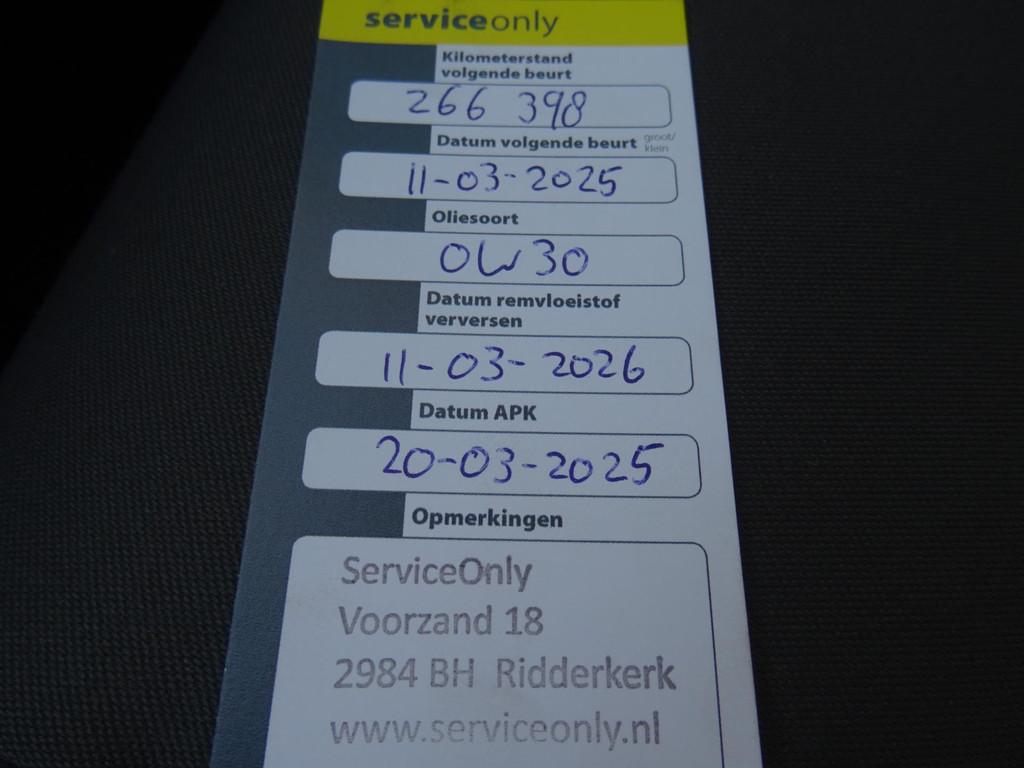 serviceonly
Kilometerstand
volgende beurt
266 398
Datum volgende beurt groot/
klein
11-03-2025
Oliesoort
0W30
Datum remvloeistof
verversen
11-03-2026
Datum APK
20-03-2025
Opmerkingen
ServiceOnly
Voorzand 18
2984 BH Ridderkerk
www.serviceonly.nl